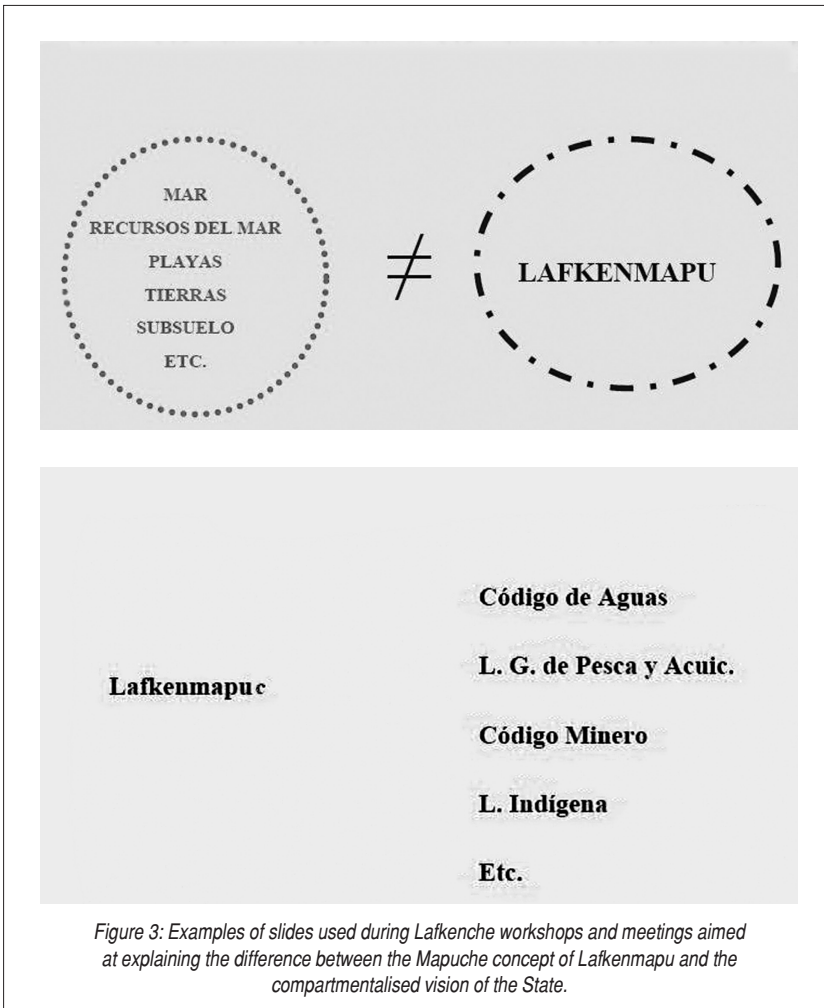 MAR
RECURSOS DEL MAR
PLAYAS
TIERRAS
SUBSUELO
ETC.
≠
LAFKENMAPU
Lafkenmapu c
Código de Aguas
L. G. de Pesca y Acuic.
Código Minero
L. Indígena
Etc.
Figure 3: Examples of slides used during Lafkenche workshops and meetings aimed
at explaining the difference between the Mapuche concept of Lafkenmapu and the
compartmentalised vision of the State.